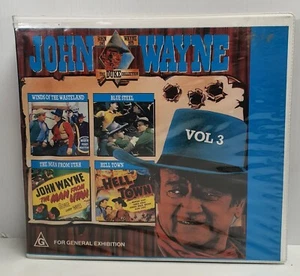 JOHN WAYNE
THE DUKE COLLECTION
WINDS OF THE WASTELAND
BLUE STEEL
VOL 3
THE MAN FROM UTAH
HELL TOWN
JOHN WAYNE
THE MAN FROM UTAH
HELL TOWN
G
FOR GENERAL EXHIBITION